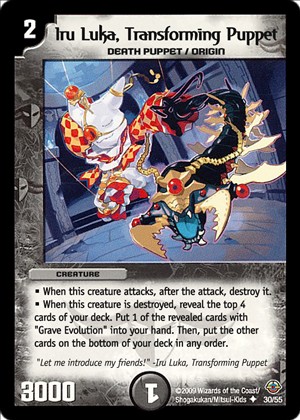 2
Iru Luka, Transforming Puppet
DEATH PUPPET / ORIGIN
CREATURE
▪ When this creature attacks, after the attack, destroy it.
▪ When this creature is destroyed, reveal the top 4
cards of your deck. Put 1 of the revealed cards with
"Grave Evolution" into your hand. Then, put the other
cards on the bottom of your deck in any order.
"Let me introduce my friends!" -Iru Luka, Transforming Puppet
3000
1
©2009 Wizards of the Coast/
Shogakukan/Mitsui-Kids ✦ 30/55